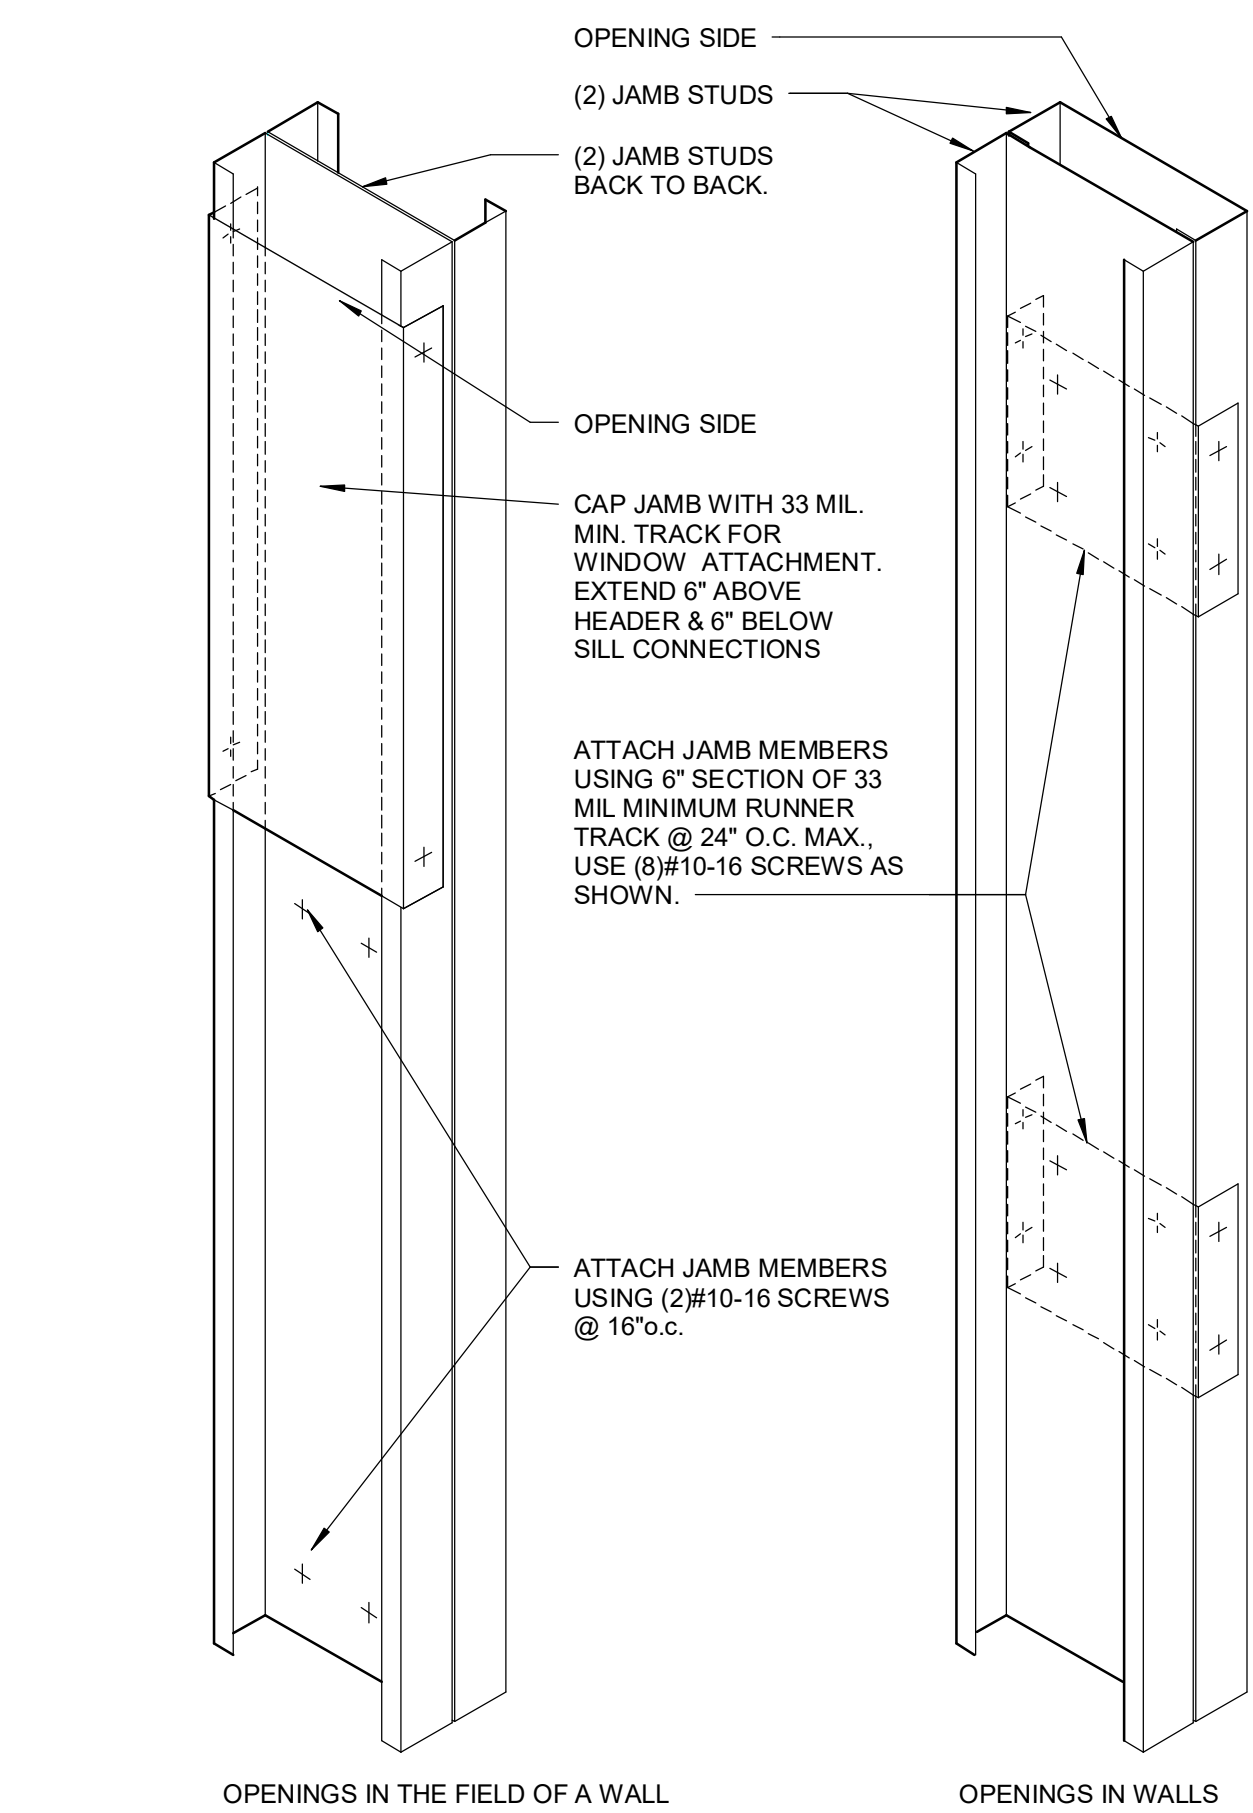 OPENING SIDE
(2) JAMB STUDS
(2) JAMB STUDS
BACK TO BACK.
OPENING SIDE
CAP JAMB WITH 33 MIL.
MIN. TRACK FOR
WINDOW ATTACHMENT.
EXTEND 6" ABOVE
HEADER & 6" BELOW
SILL CONNECTIONS
ATTACH JAMB MEMBERS
USING 6" SECTION OF 33
MIL MINIMUM RUNNER
TRACK @ 24" O.C. MAX.,
USE (8)#10-16 SCREWS AS
SHOWN.
ATTACH JAMB MEMBERS
USING (2)#10-16 SCREWS
@ 16"o.c.
OPENINGS IN THE FIELD OF A WALL
OPENINGS IN WALLS